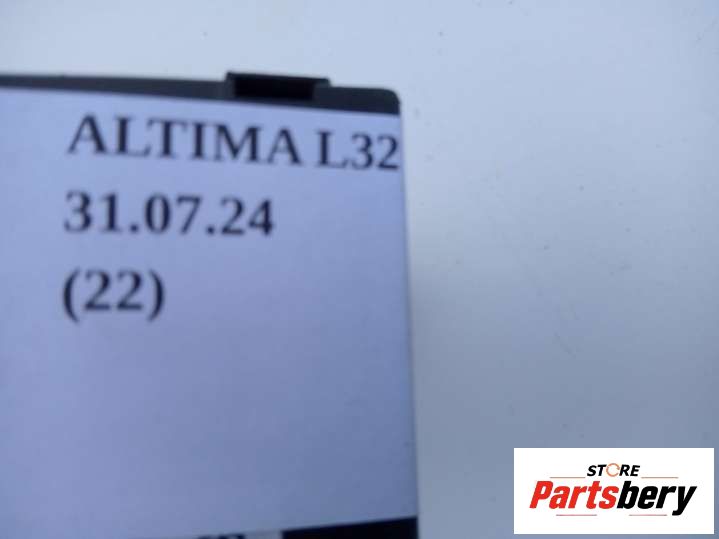 ALTIMA L32
31.07.24
(22)
STORE
Partsbery